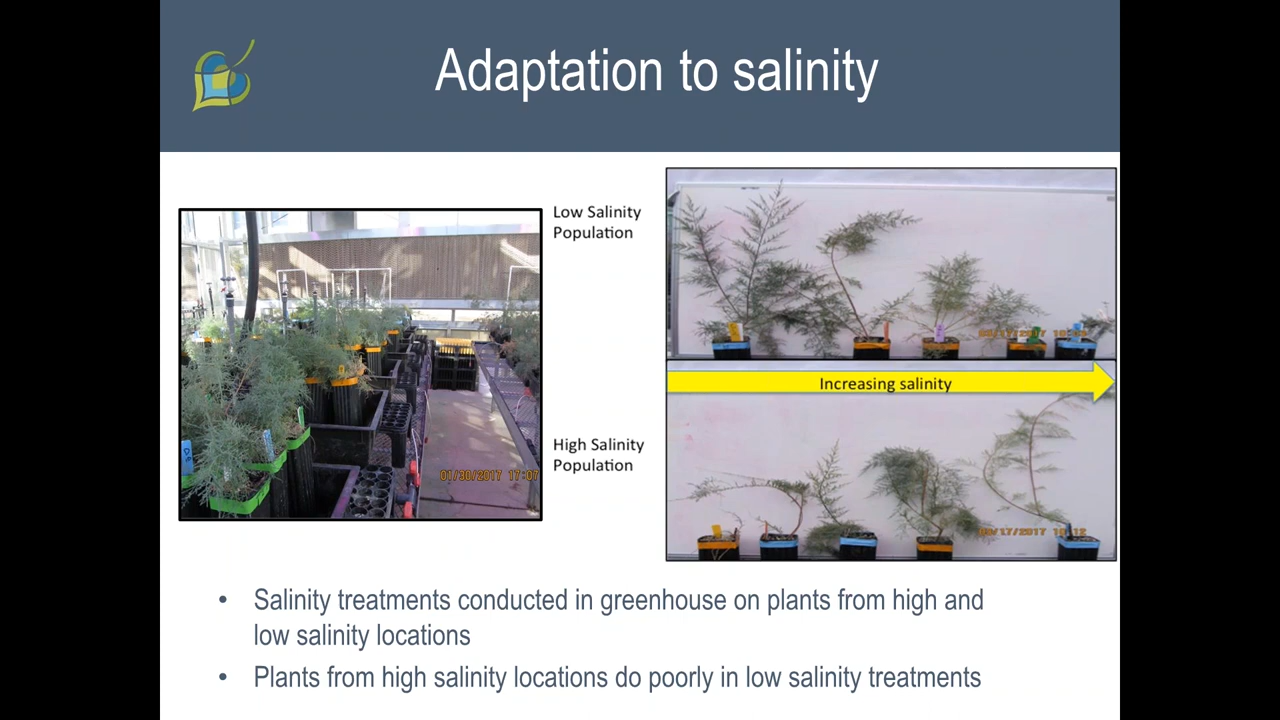 Adaptation to salinity
Low Salinity
Population
Increasing salinity
High Salinity
Population
01/30/2017 17:07
• Salinity treatments conducted in greenhouse on plants from high and
low salinity locations
• Plants from high salinity locations do poorly in low salinity treatments